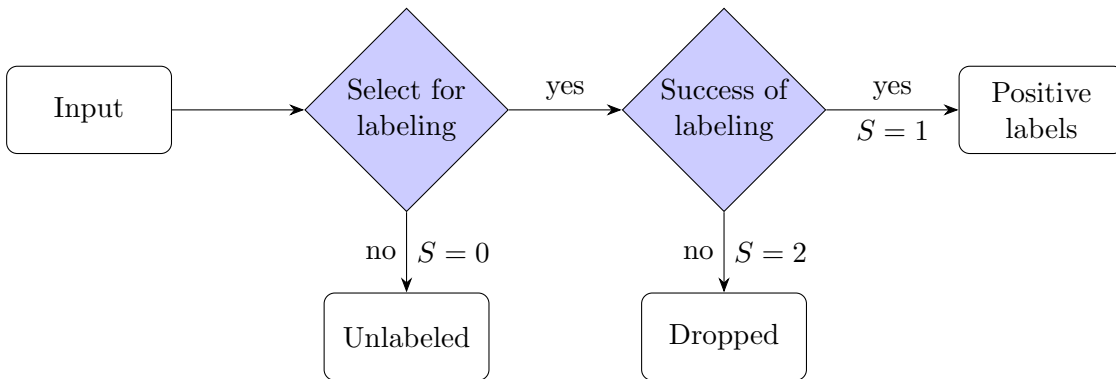 Input
Select for
labeling
yes
Success of
labeling
yes
S = 1
Positive
labels
no
S = 0
no
S = 2
Unlabeled
Dropped